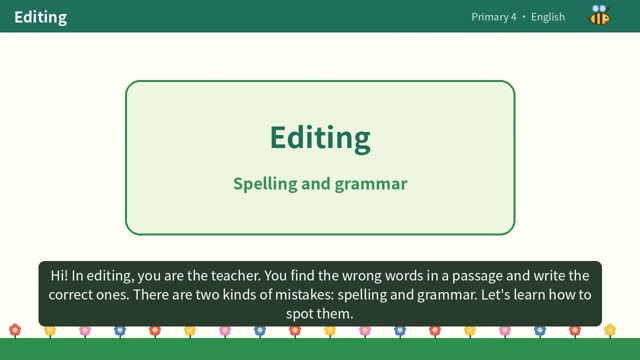 Editing
Primary 4 • English
Editing
Spelling and grammar
Hi! In editing, you are the teacher. You find the wrong words in a passage and write the
correct ones. There are two kinds of mistakes: spelling and grammar. Let's learn how to
spot them.